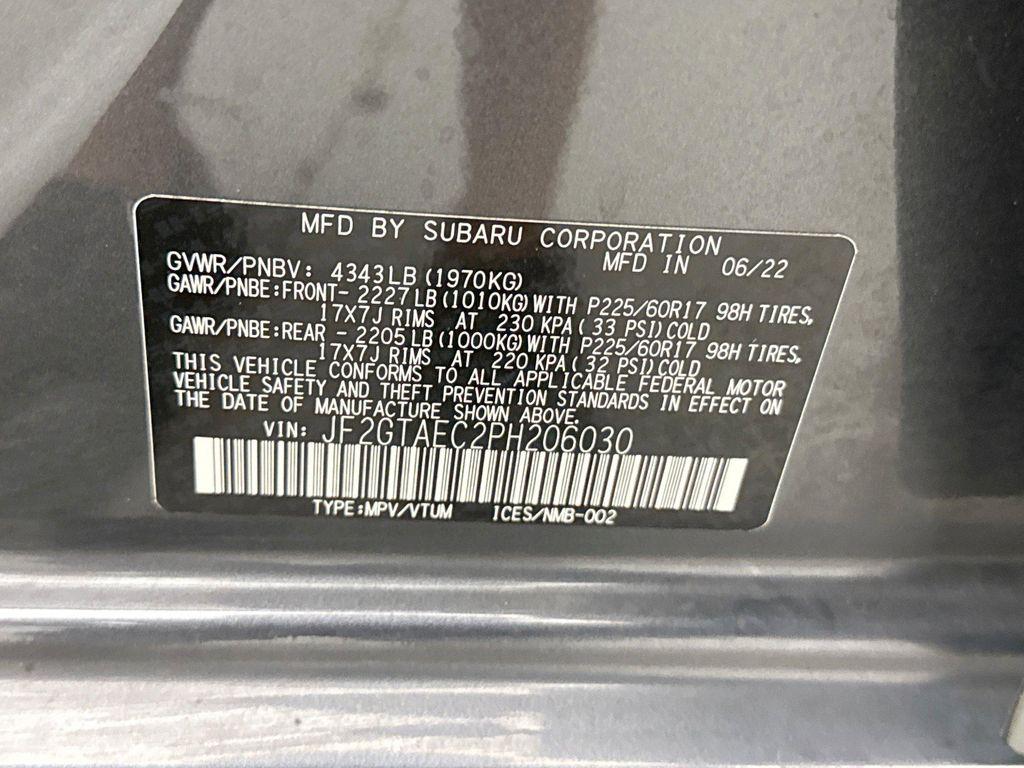 MFD BY SUBARU CORPORATION
MFD IN 06/22
GVWR/PNBV: 4343LB (1970KG)
GAWR/PNBE:FRONT- 2227LB (1010KG) WITH P225/60R17 98H TIRES,
17X7J RIMS AT 230 KPA ( 33 PSI) COLD
GAWR/PNBE:REAR - 2205LB (1000KG) WITH P225/60R17 98H TIRES,
17X7J RIMS AT 220 KPA ( 32 PSI) COLD
THIS VEHICLE CONFORMS TO ALL APPLICABLE FEDERAL MOTOR
VEHICLE SAFETY AND THEFT PREVENTION STANDARDS IN EFFECT ON
THE DATE OF MANUFACTURE SHOWN ABOVE.
VIN: JF2GTAEC2PH206030
TYPE:MPV/VTUM ICES/NMB-002